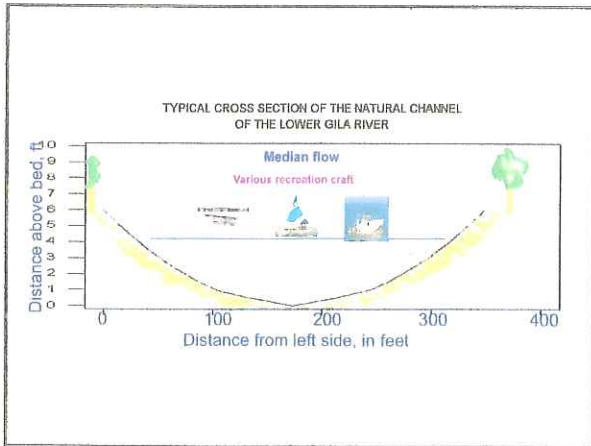 TYPICAL CROSS SECTION OF THE NATURAL CHANNEL
OF THE LOWER GILA RIVER
Median flow
Various recreation craft
Distance above bed, ft
10
9
8
7
6
5
4
3
2
1
0
0 100 200 300 400
Distance from left side, in feet